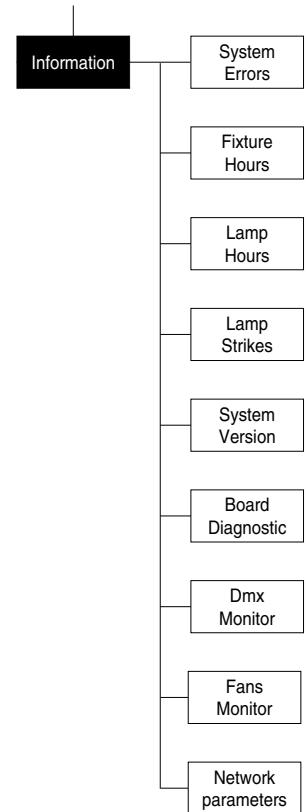 Information
System
Errors
Fixture
Hours
Lamp
Hours
Lamp
Strikes
System
Version
Board
Diagnostic
Dmx
Monitor
Fans
Monitor
Network
parameters